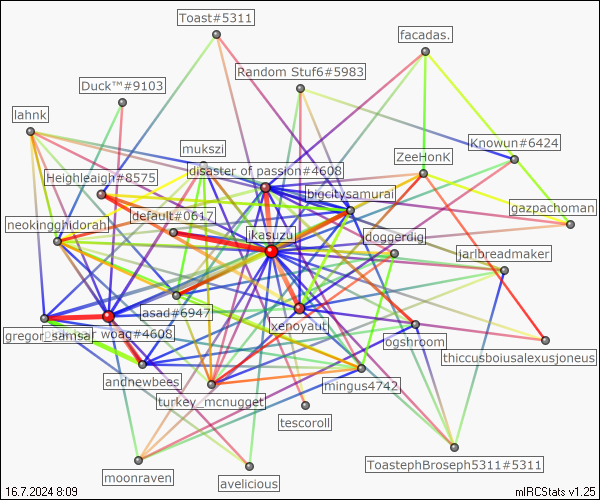 Toast#5311
facadas.
Random Stuf6#5983
Duck™#9103
lahnk
Knowun#6424
mukszi
ZeeHonK
disaster of passion#4608
Heighleaigh#8575
bigcitysamurai
gazpachoman
default#0617
neokingghidorah
ikasuzu
doggerdig
jarlbreadmaker
asad#6947
xenoyautl
gregor_samsa
woag#4608
ogshroom
thiccusboiusalexusjoneus
andnewbees
mingus4742
turkey_mcnugget
tescoroll
ToastephBroseph5311#5311
moonraven
avelicious
16.7.2024 8:09
mIRCStats v1.25